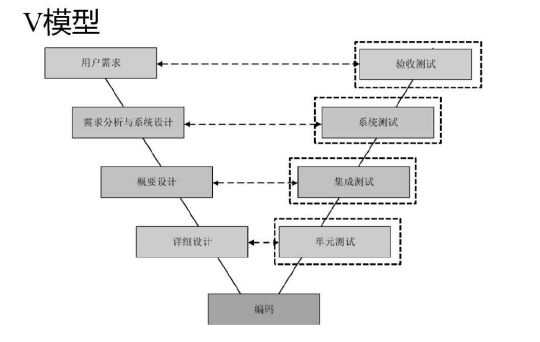 V模型
用户需求
验收测试
需求分析与系统设计
系统测试
概要设计
集成测试
详细设计
单元测试
编码